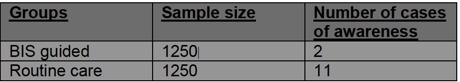 Groups Sample size Number of cases
of awareness
BIS guided 1250 2
Routine care 1250 11